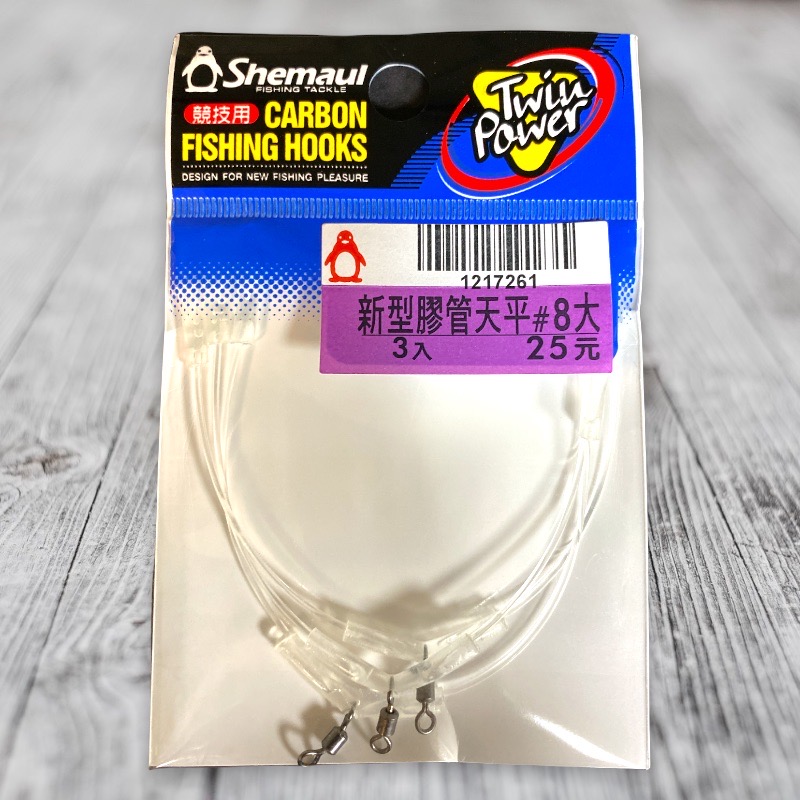 Shemaul
FISHING TACKLE
競技用 CARBON
FISHING HOOKS
DESIGN FOR NEW FISHING PLEASURE
Twin
Power
1217261
新型膠管天平#8大
3入 25元